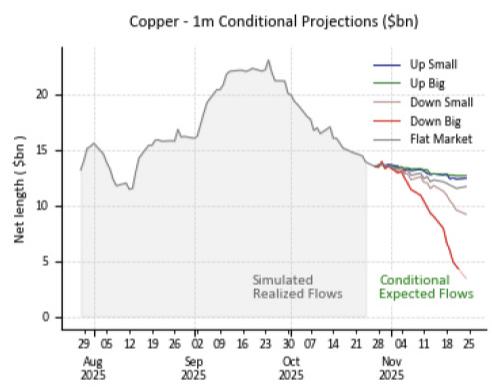 Copper - 1m Conditional Projections ($bn)
Net length ( $bn )
20
15
10
5
0
Up Small
Up Big
Down Small
Down Big
Flat Market
Simulated
Realized Flows
Conditional
Expected Flows
29 05 12 19 26 02 09 16 23 30 07 14 21 28 04 11 18 25
Aug Sep Oct Nov
2025 2025 2025 2025